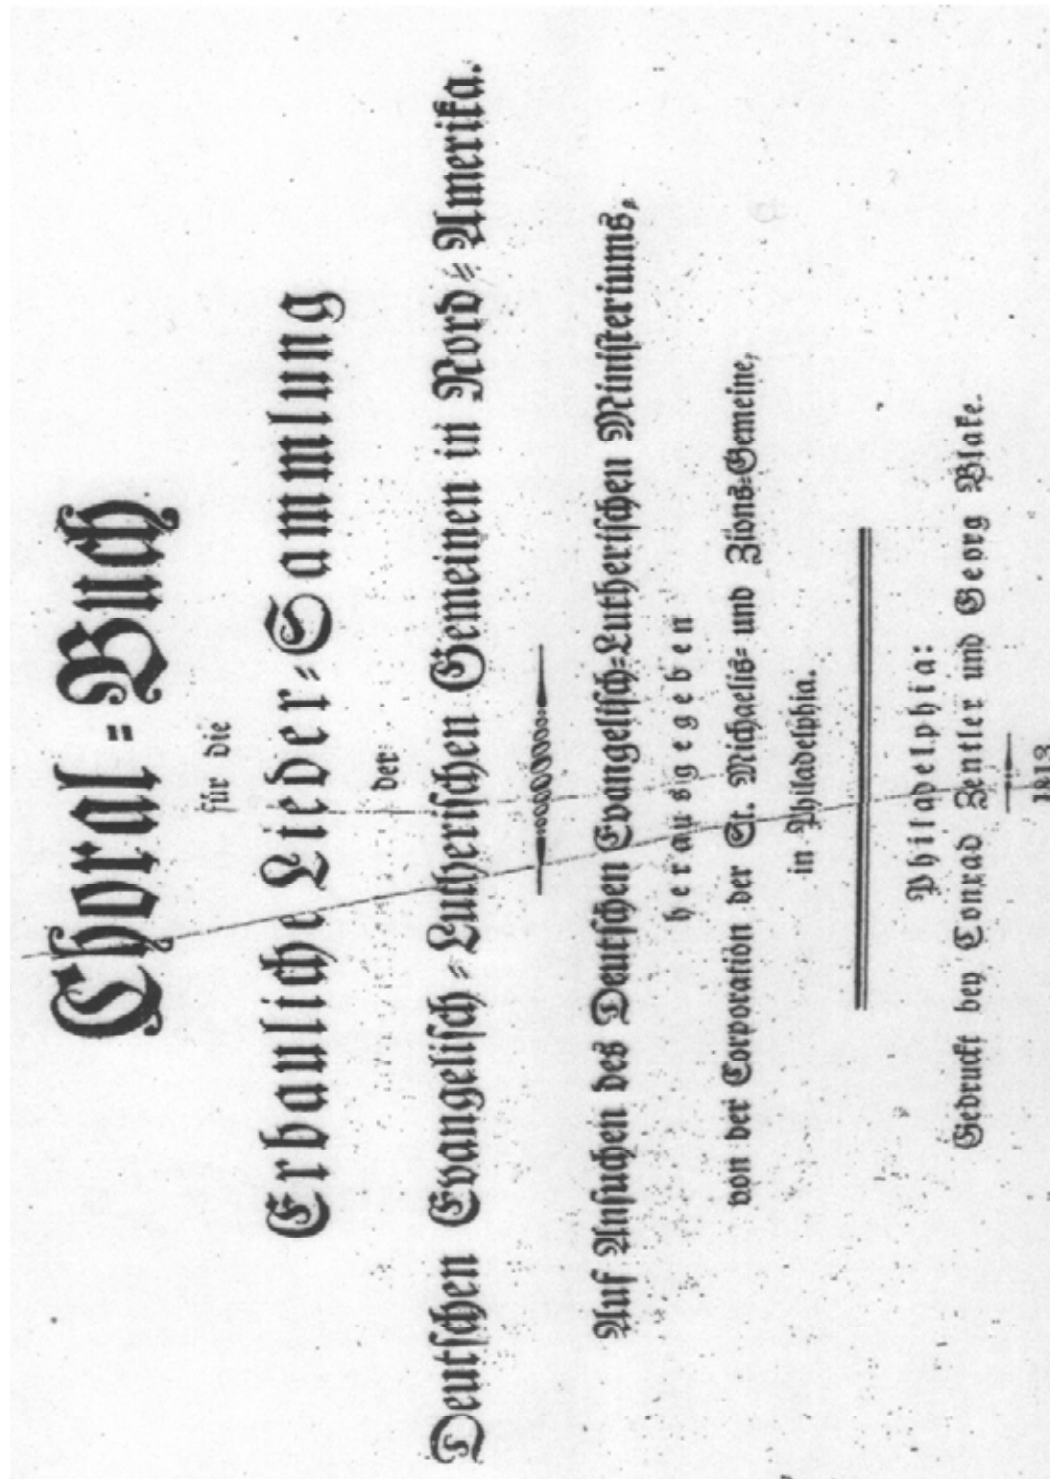 Choral-Buch
für die
Erbauliche Lieder-Sammlung
der
Deutschen Evangelisch-Lutherischen Gemeinen in Nord-Amerika.
Auf Ansuchen des Deutschen Evangelisch-Lutherischen Ministeriums,
herausgegeben
von der Corporation der St. Michaelis- und Zions-Gemeine,
in Philadelphia.
Philadelphia:
Gedruckt bey Conrad Zentler und Georg Blake.
1813